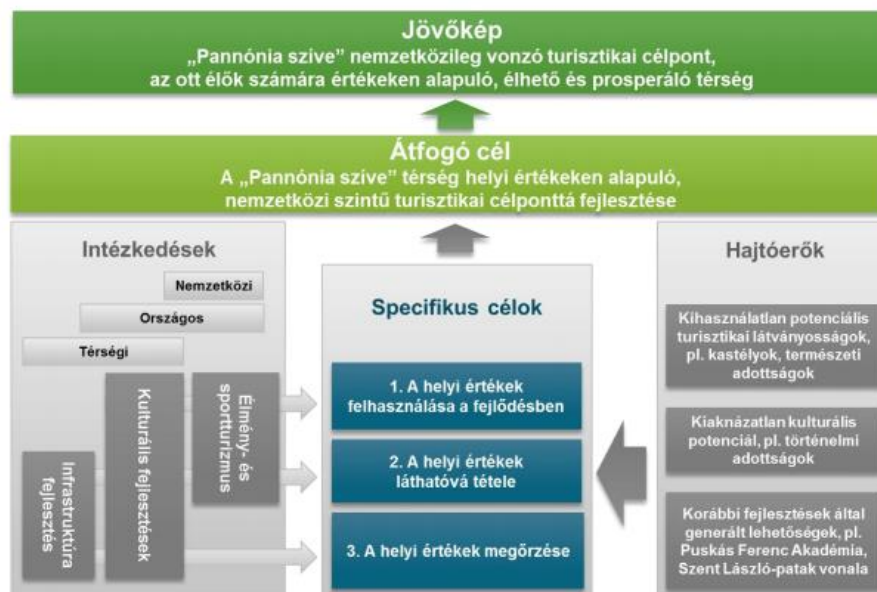 Jövőkép
„Pannónia szíve” nemzetközileg vonzó turisztikai célpont,
az ott élők számára értékeken alapuló, élhető és prosperáló térség
Átfogó cél
A „Pannónia szíve” térség helyi értékeken alapuló,
nemzetközi szintű turisztikai célponttá fejlesztése
Intézkedések
Nemzetközi
Országos
Térségi
Infrastruktúra
fejlesztés
Kulturális fejlesztések
Élmény- és
sportturizmus
Specifikus célok
1. A helyi értékek
felhasználása a fejlődésben
2. A helyi értékek
láthatóvá tétele
3. A helyi értékek megőrzése
Hajtóerők
Kihasználatlan potenciális
turisztikai látványosságok,
pl. kastélyok, természeti
adottságok
Kiaknázatlan kulturális
potenciál, pl. történelmi
adottságok
Korábbi fejlesztések által
generált lehetőségek, pl.
Puskás Ferenc Akadémia,
Szent László-patak vonala